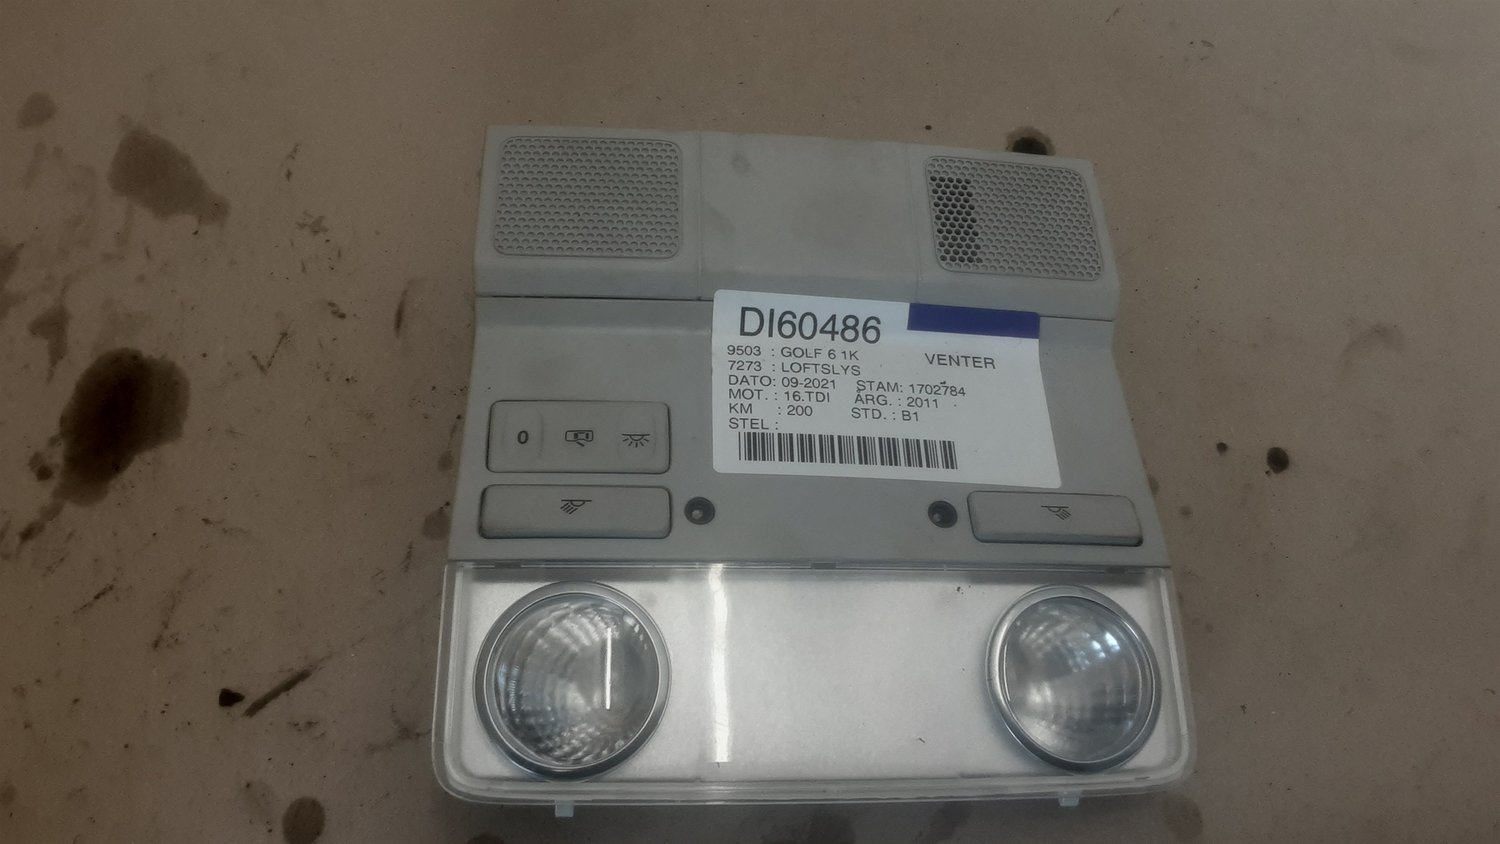 DI60486
9503 : GOLF 6 1K VENTER
7273 : LOFTSLYS
DATO: 09-2021 STAM: 1702784
MOT. : 16.TDI ÅRG. : 2011
KM : 200 STD. : B1
STEL :
0